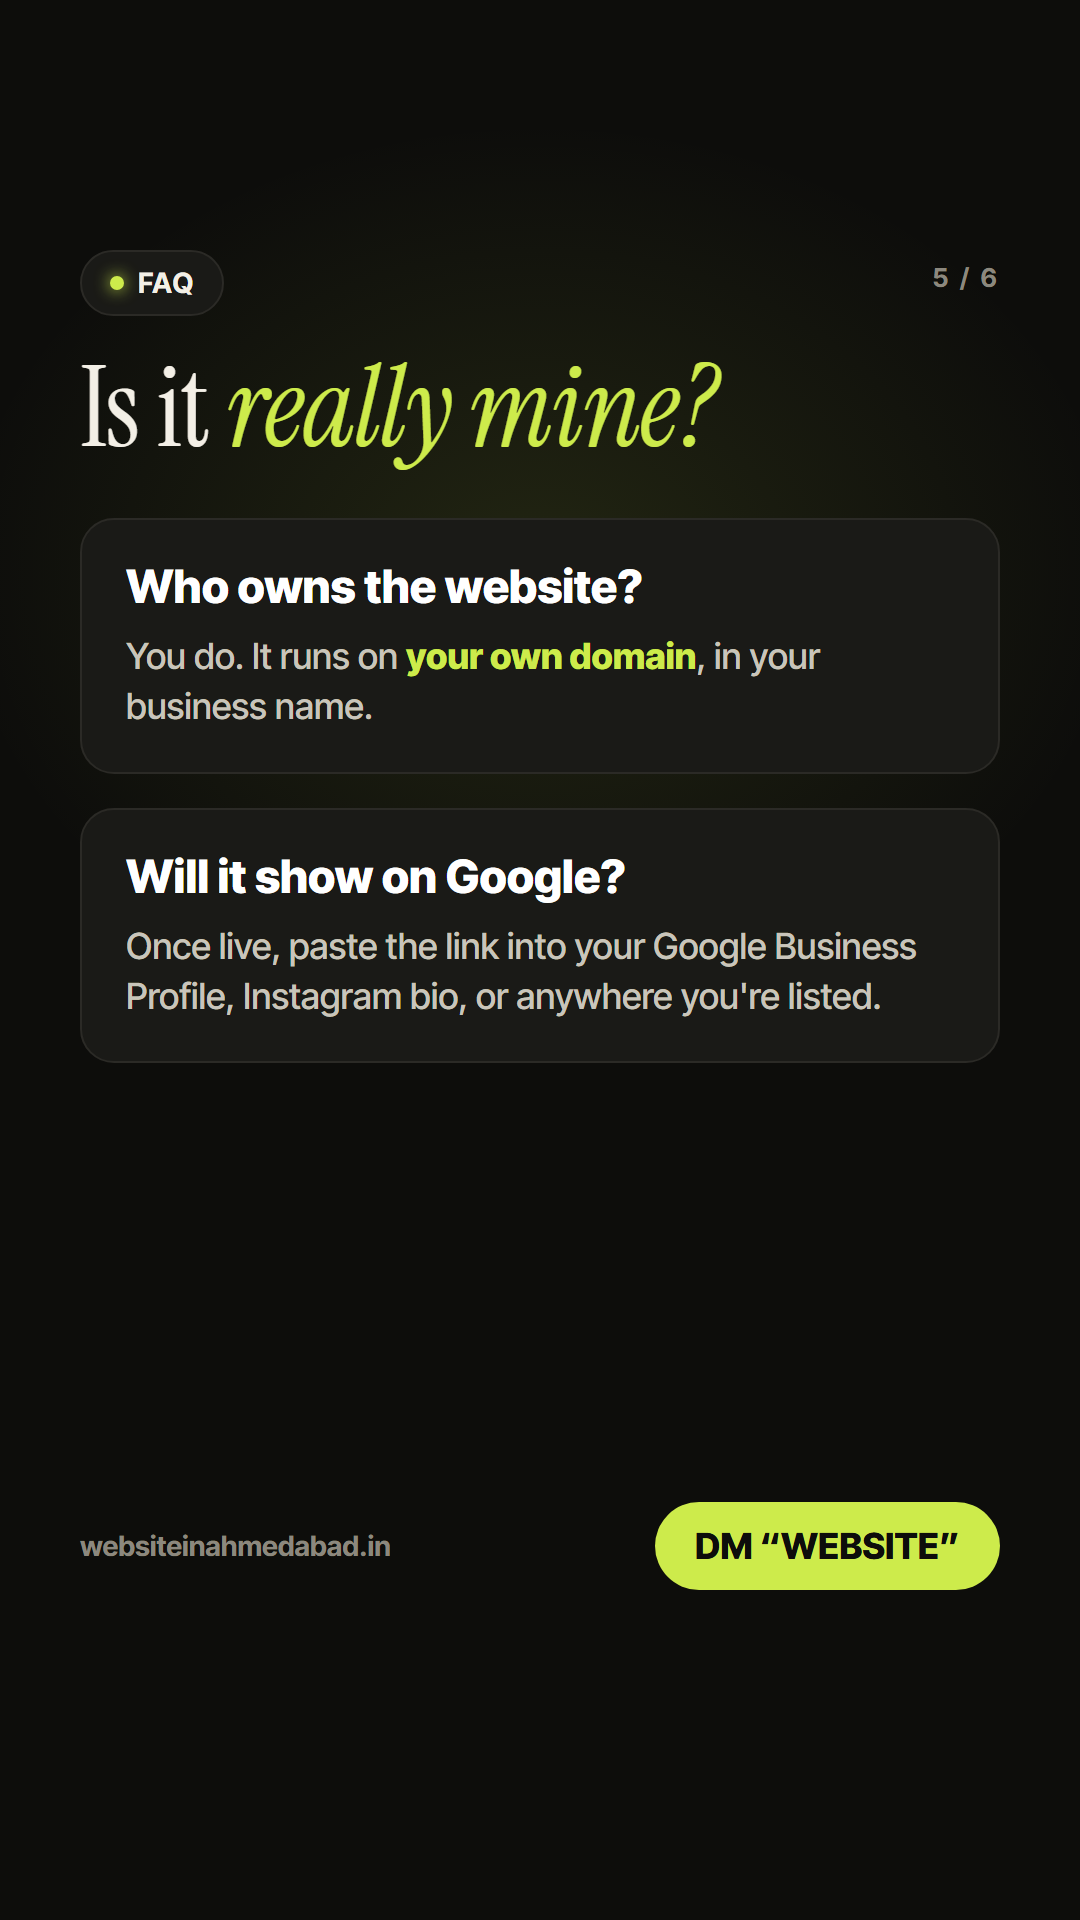 FAQ
5 / 6
Is it really mine?
Who owns the website?
You do. It runs on your own domain, in your
business name.
Will it show on Google?
Once live, paste the link into your Google Business
Profile, Instagram bio, or anywhere you're listed.
websiteinahmedabad.in
DM “WEBSITE”